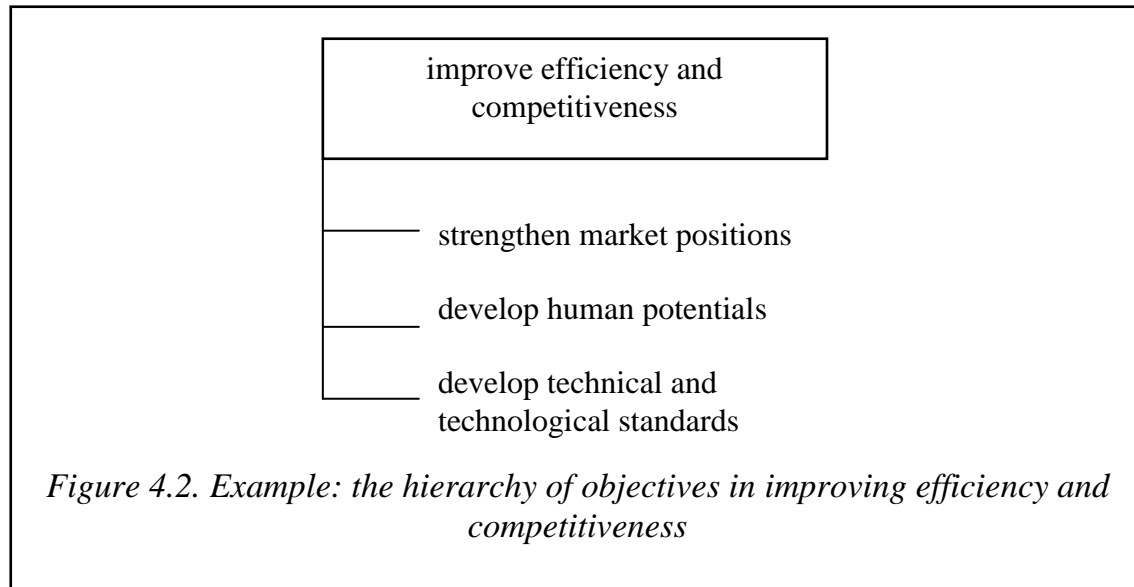 improve efficiency and
competitiveness
strengthen market positions
develop human potentials
develop technical and
technological standards
Figure 4.2. Example: the hierarchy of objectives in improving efficiency and
competitiveness